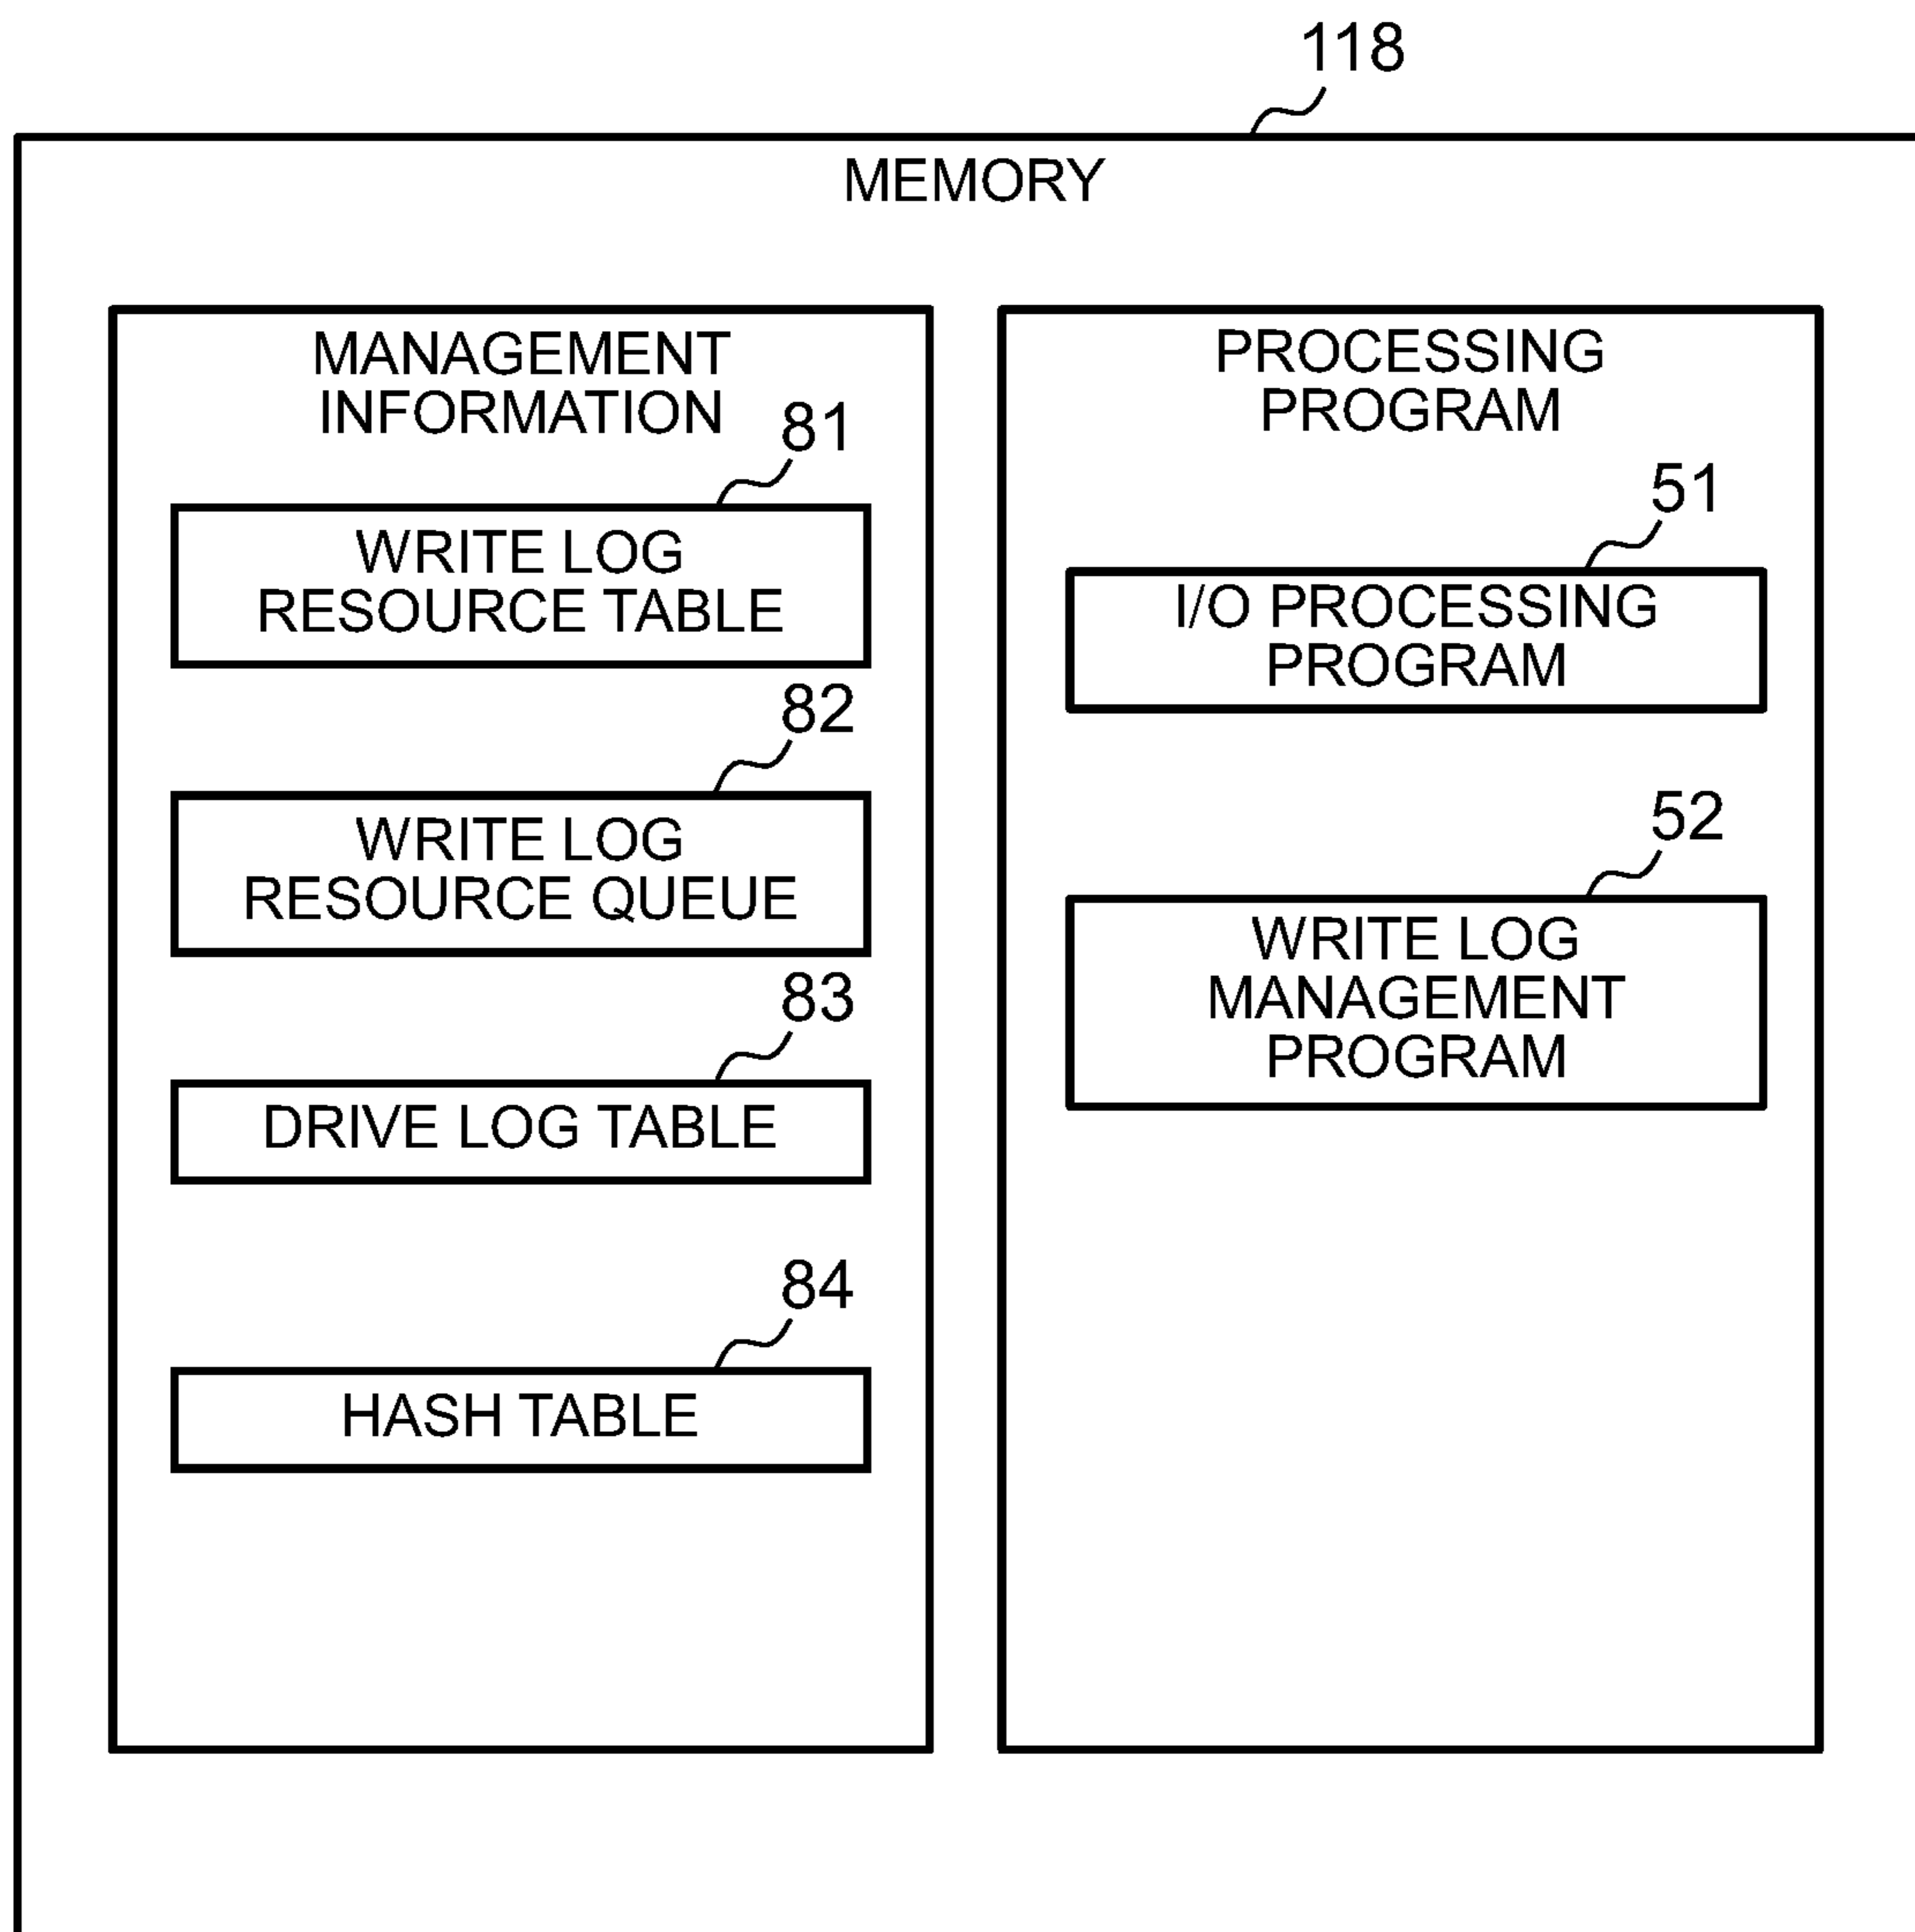 118
MEMORY
MANAGEMENT
INFORMATION
81
WRITE LOG
RESOURCE TABLE
82
WRITE LOG
RESOURCE QUEUE
83
DRIVE LOG TABLE
84
HASH TABLE
PROCESSING
PROGRAM
51
I/O PROCESSING
PROGRAM
52
WRITE LOG
MANAGEMENT
PROGRAM